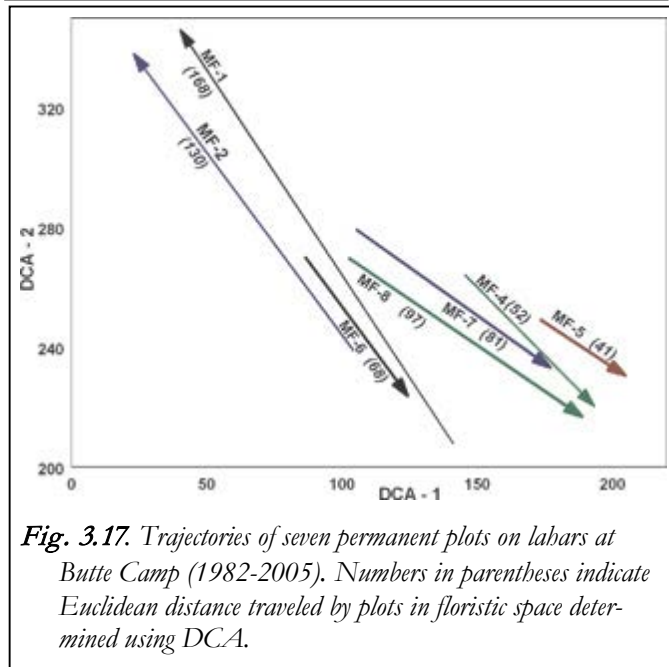 320
280
240
200
DCA - 2
0
50
100
150
200
DCA - 1
MF-1
(168)
MF-2
(130)
MF-6
(68)
MF-8 (97)
MF-7 (81)
MF-4 (52)
MF-5 (41)
Fig. 3.17. Trajectories of seven permanent plots on lahars at
Butte Camp (1982-2005). Numbers in parentheses indicate
Euclidean distance traveled by plots in floristic space deter-
mined using DCA.